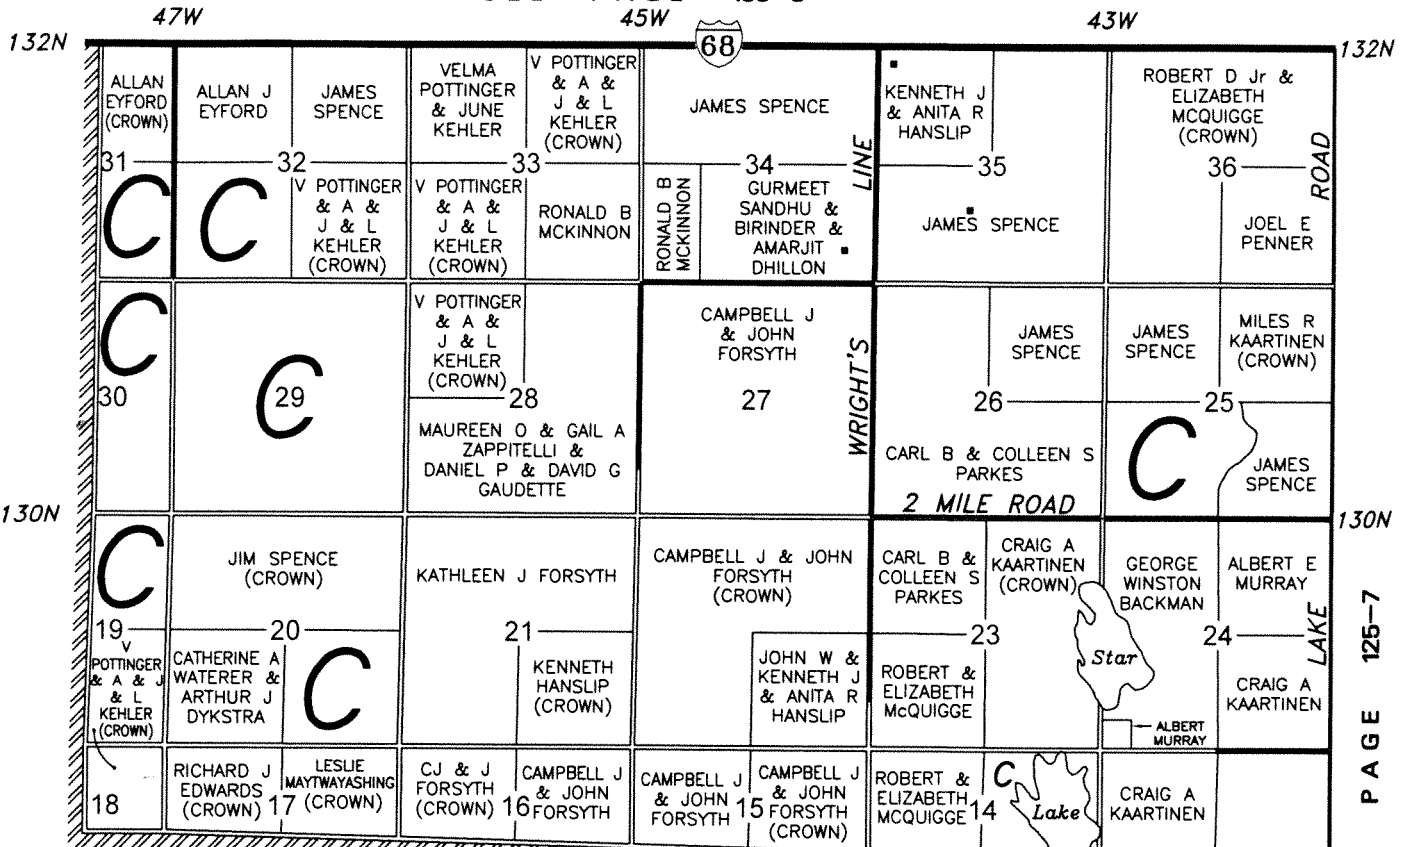 47W
45W
43W
132N
68
132N
ALLAN
EYFORD
(CROWN)
ALLAN J
EYFORD
JAMES
SPENCE
VELMA
POTTINGER
& JUNE
KEHLER
V POTTINGER
& A &
J & L
KEHLER
(CROWN)
JAMES SPENCE
KENNETH J
& ANITA R
HANSLIP
ROBERT D Jr &
ELIZABETH
MCQUIGGE
(CROWN)
31
32
33
34
LINE
35
36
ROAD
C
C
V POTTINGER
& A &
J & L
KEHLER
(CROWN)
V POTTINGER
& A &
J & L
KEHLER
(CROWN)
RONALD B
MCKINNON
RONALD B
MCKINNON
GURMEET
SANDHU &
BIRINDER &
AMARJIT
DHILLON
JAMES SPENCE
JOEL E
PENNER
C
30
C
29
V POTTINGER
& A &
J & L
KEHLER
(CROWN)
28
MAUREEN O & GAIL A
ZAPPITELLI &
DANIEL P & DAVID G
GAUDETTE
CAMPBELL J
& JOHN
FORSYTH
27
WRIGHT'S
JAMES
SPENCE
26
CARL B & COLLEEN S
PARKES
2 MILE ROAD
JAMES
SPENCE
MILES R
KAARTINEN
(CROWN)
25
C
JAMES
SPENCE
130N
130N
C
19
V
POTTINGER
& A & J
& L
KEHLER
(CROWN)
JIM SPENCE
(CROWN)
20
CATHERINE A
WATERER &
ARTHUR J
DYKSTRA
C
KATHLEEN J FORSYTH
21
KENNETH
HANSLIP
(CROWN)
CAMPBELL J & JOHN
FORSYTH
(CROWN)
JOHN W &
KENNETH J
& ANITA R
HANSLIP
CARL B &
COLLEEN S
PARKES
CRAIG A
KAARTINEN
(CROWN)
23
ROBERT &
ELIZABETH
McQUIGGE
Star
GEORGE
WINSTON
BACKMAN
ALBERT E
MURRAY
24
LAKE
CRAIG A
KAARTINEN
ALBERT
MURRAY
PAGE 125-7
18
RICHARD J
EDWARDS
(CROWN)
17
LESLIE
MAYTWAYASHING
(CROWN)
CJ & J
FORSYTH
(CROWN)
16
CAMPBELL J
& JOHN
FORSYTH
CAMPBELL J
& JOHN
FORSYTH
15
CAMPBELL J
& JOHN
FORSYTH
(CROWN)
ROBERT &
ELIZABETH
MCQUIGGE
14
C
Lake
CRAIG A
KAARTINEN